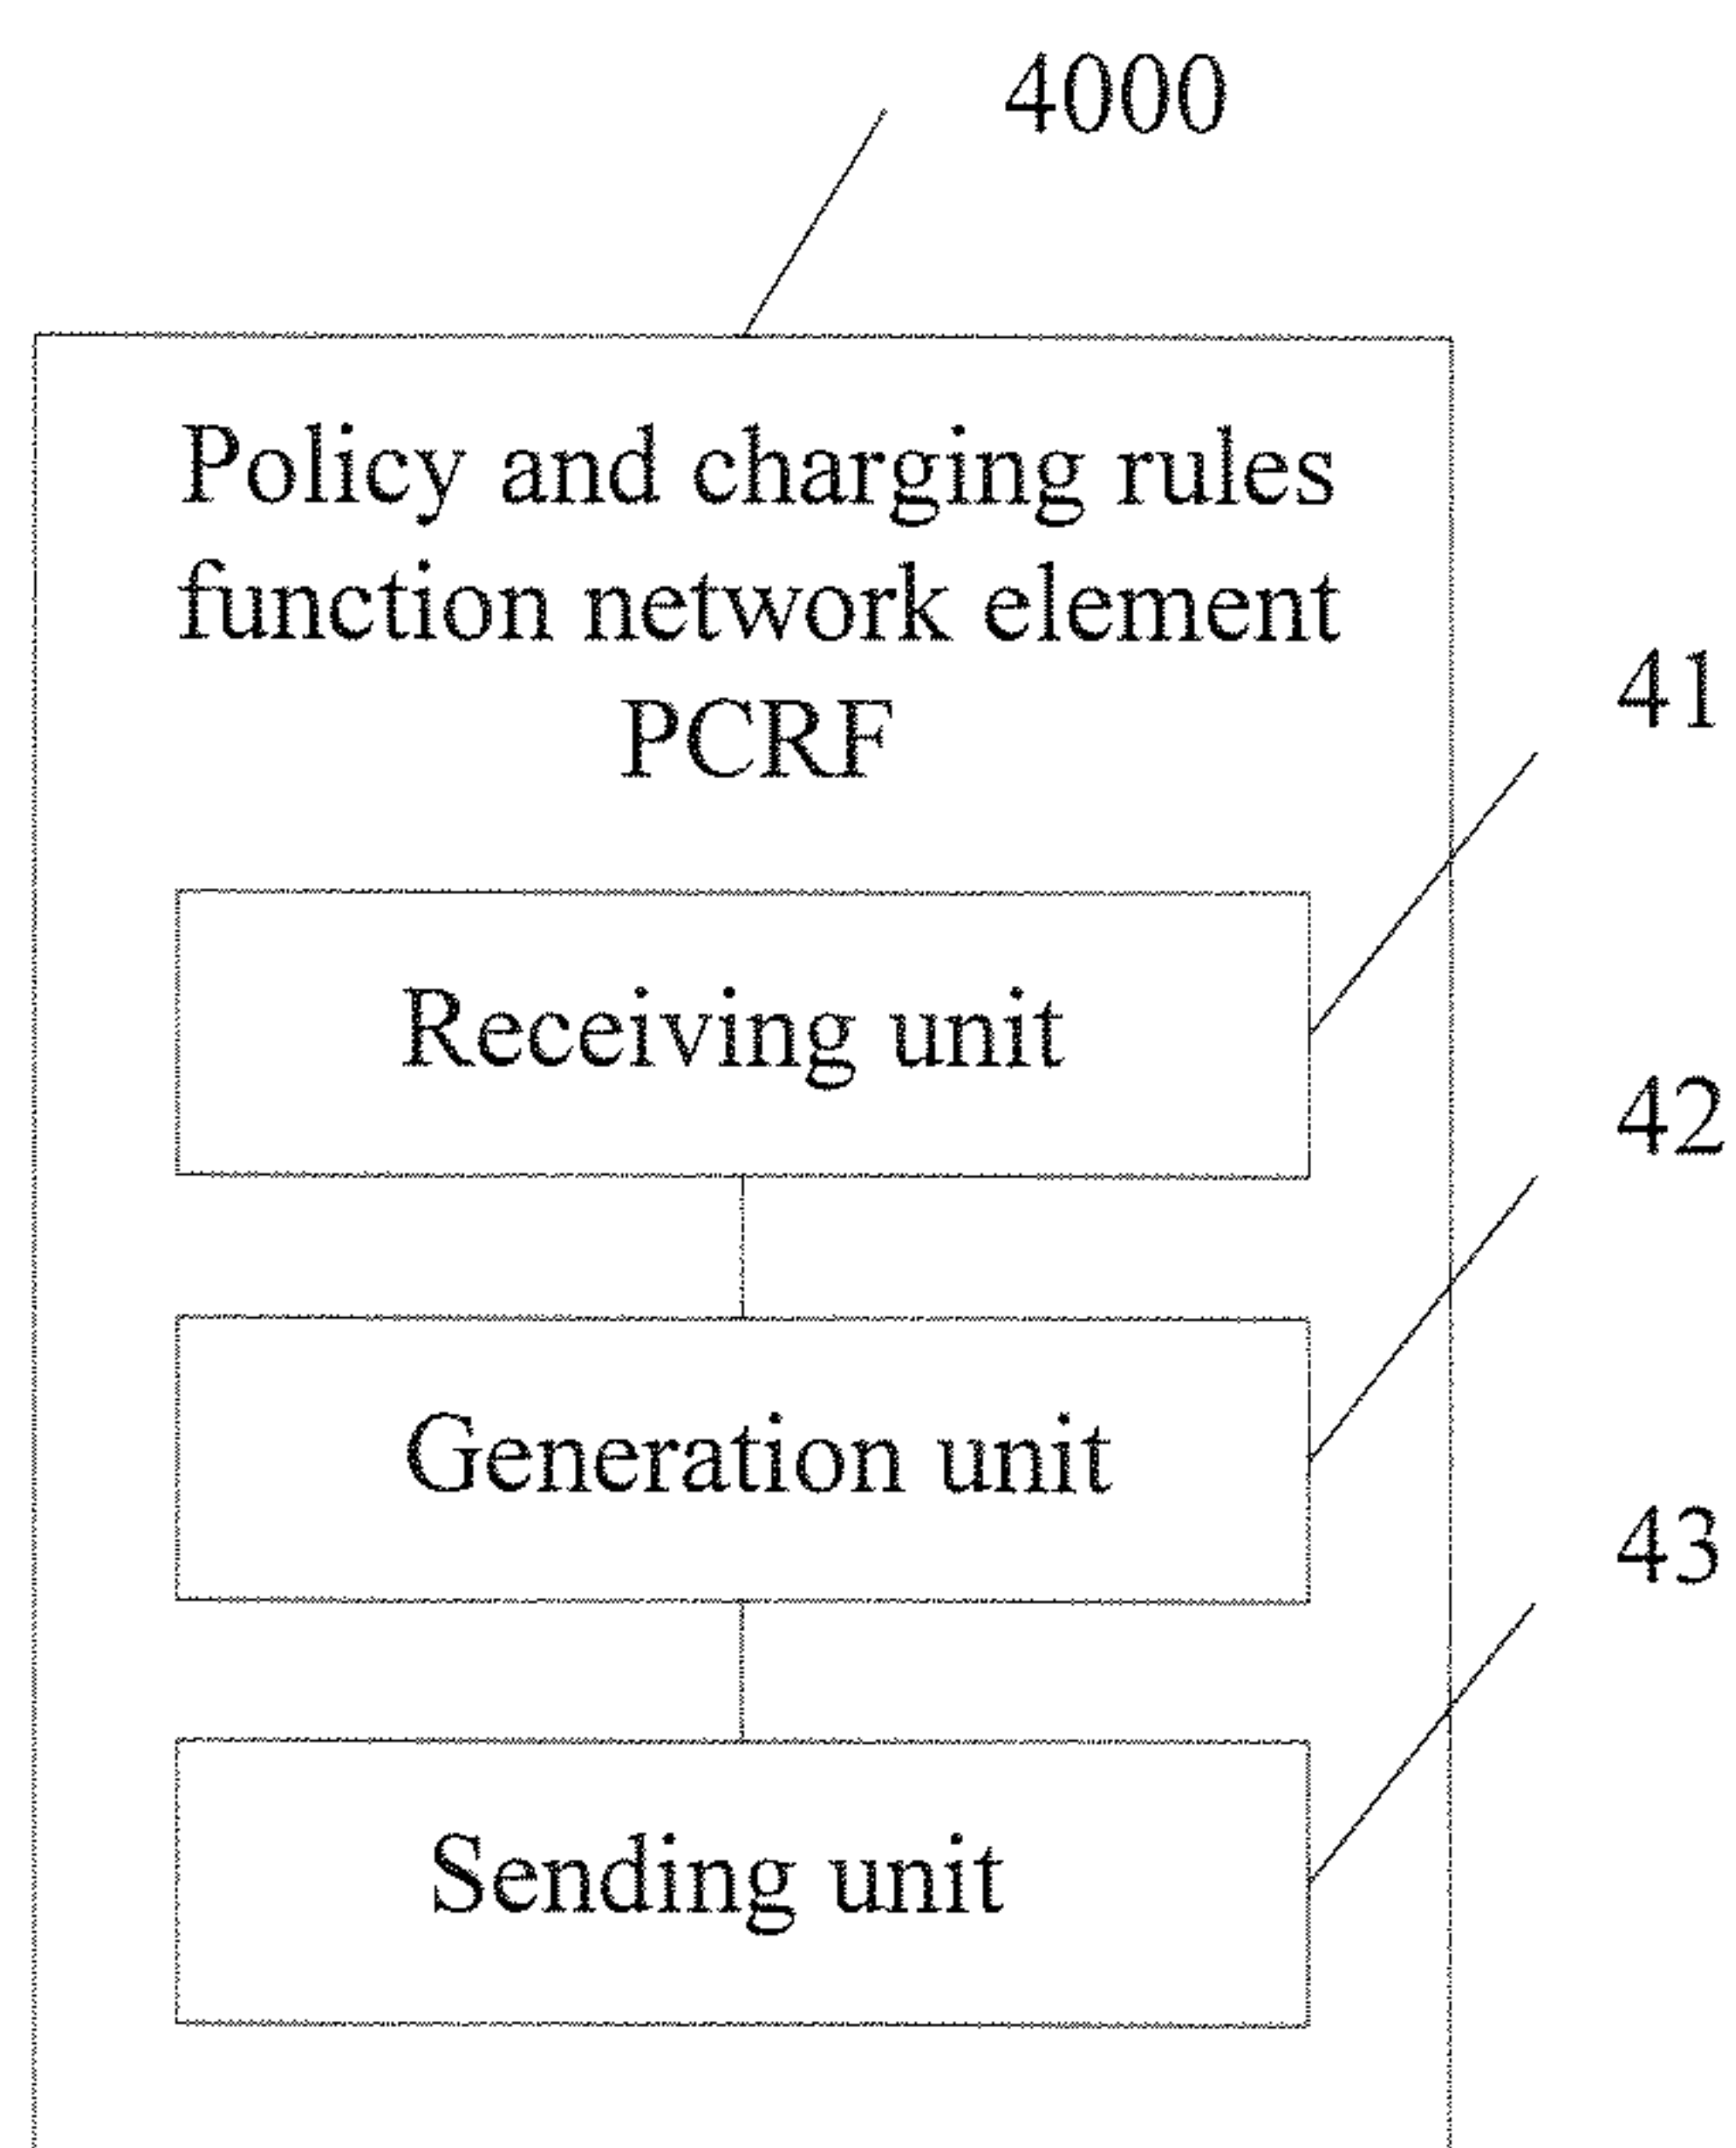 4000
Policy and charging rules
function network element
PCRF
41
Receiving unit
42
Generation unit
43
Sending unit